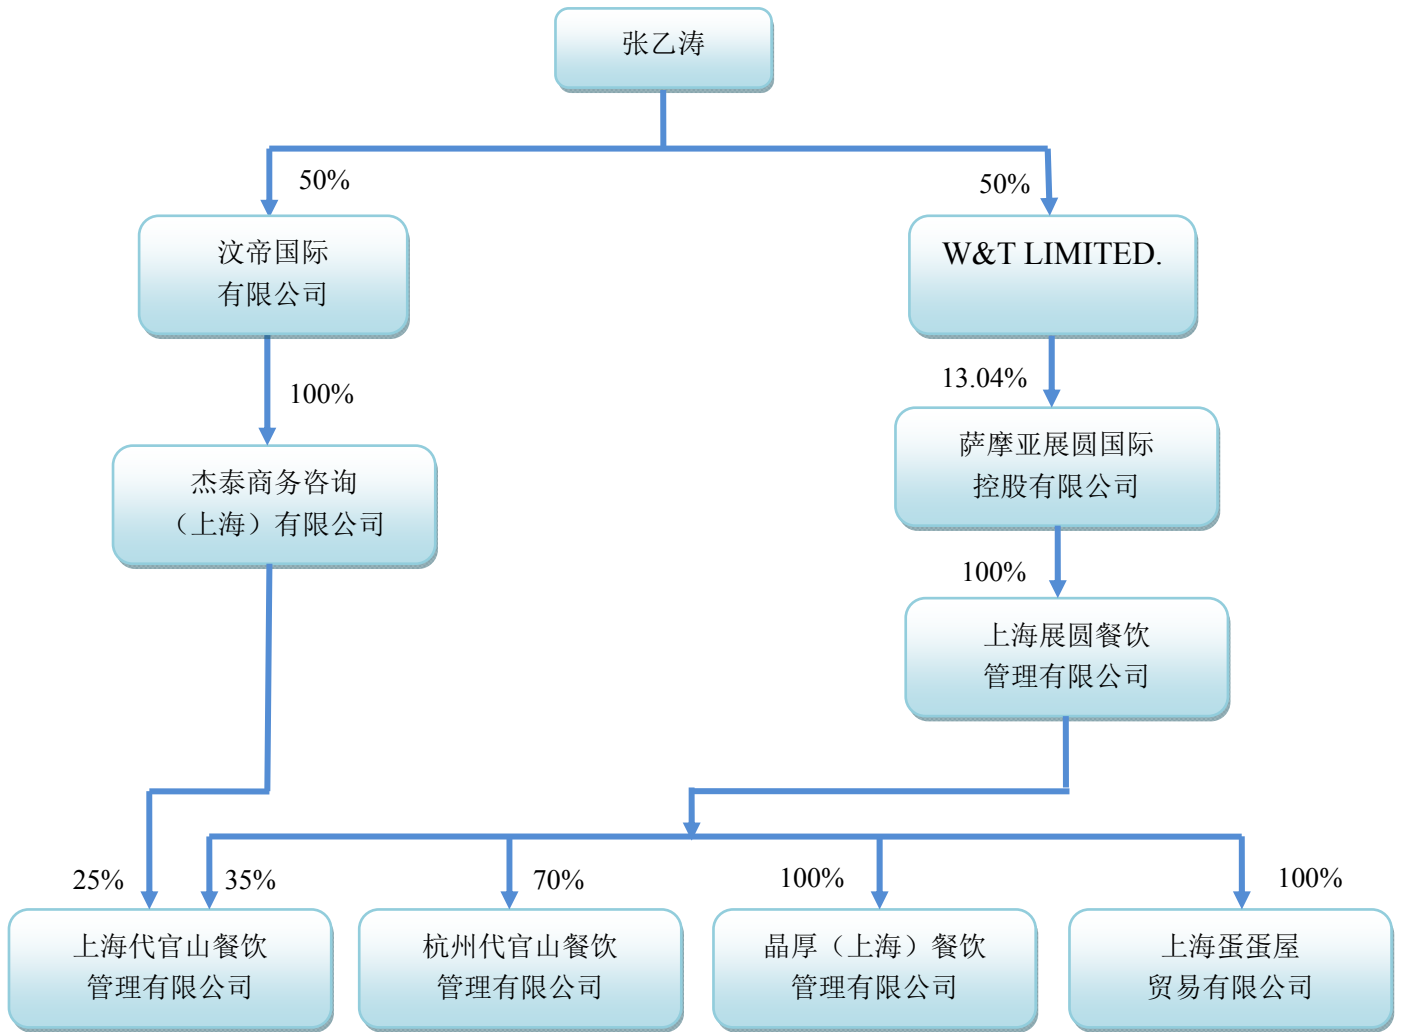 张乙涛
50%
50%
汶帝国际
有限公司
W&T LIMITED.
100%
13.04%
杰泰商务咨询
（上海）有限公司
萨摩亚展圆国际
控股有限公司
100%
上海展圆餐饮
管理有限公司
25%
35%
70%
100%
100%
上海代官山餐饮
管理有限公司
杭州代官山餐饮
管理有限公司
晶厚（上海）餐饮
管理有限公司
上海蛋蛋屋
贸易有限公司